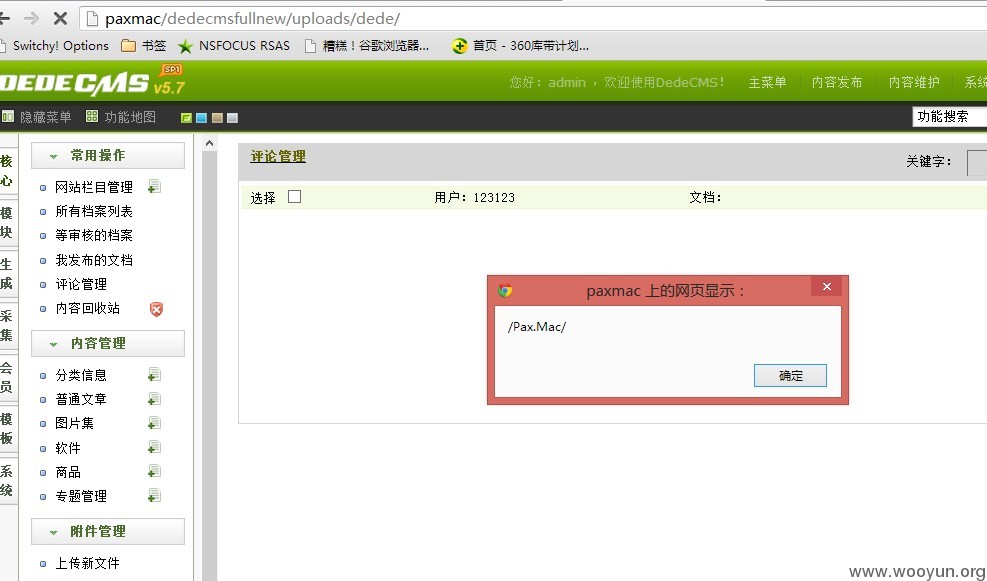 paxmac/dedecmsfullnew/uploads/dede/
Switchy! Options 书签 NSFOCUS RSAS 糟糕！谷歌浏览器... 首页 - 360库带计划...
DEDECMS v5.7 SP1
您好：admin ，欢迎使用DedeCMS！ 主菜单 内容发布 内容维护 系统
隐藏菜单 功能地图 功能搜索
核心
模块
生成
采集
会员
模板
系统
常用操作
网站栏目管理
所有档案列表
等审核的档案
我发布的文档
评论管理
内容回收站
内容管理
分类信息
普通文章
图片集
软件
商品
专题管理
附件管理
上传新文件
评论管理 关键字：
选择 用户：123123 文档：
paxmac 上的网页显示：
/Pax.Mac/
确定
www.wooyun.org